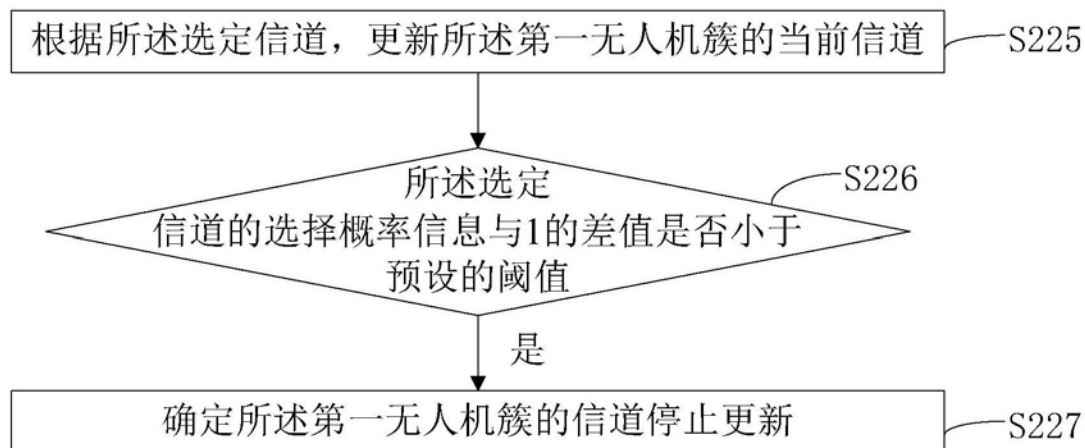 根据所述选定信道，更新所述第一无人机簇的当前信道
S225
所述选定
S226
信道的选择概率信息与1的差值是否小于
预设的阈值
是
确定所述第一无人机簇的信道停止更新
S227